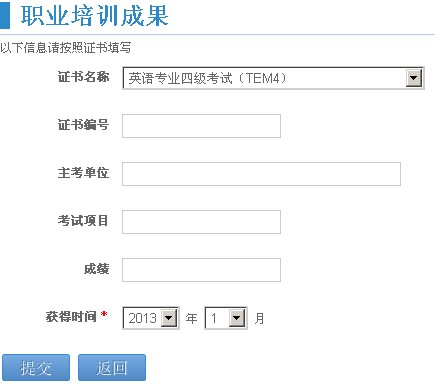 职业培训成果
以下信息请按照证书填写
证书名称 英语专业四级考试（TEM4）
证书编号
主考单位
考试项目
成绩
获得时间 * 2013 年 1 月
提交 返回